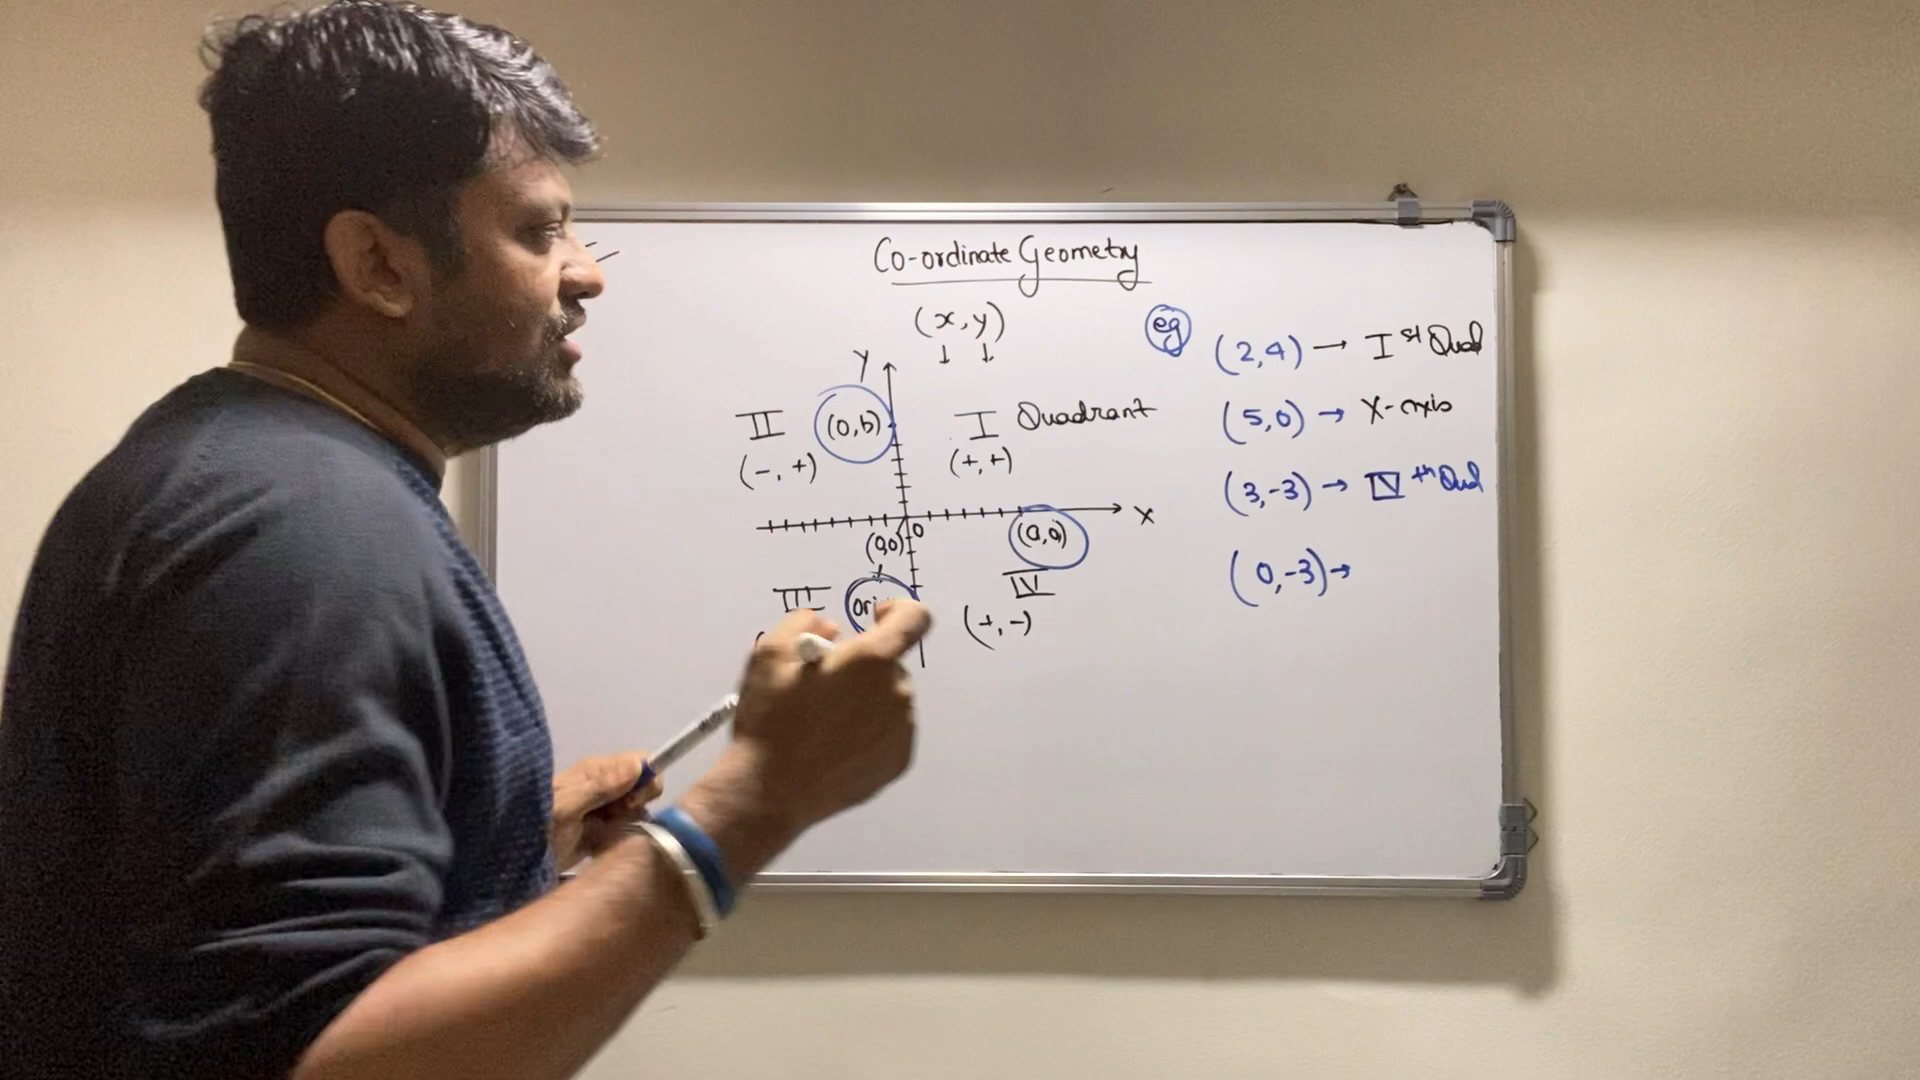 Co-ordinate Geometry
(x,y)
↓ ↓
Y
II (0,b) I Quadrant
(-,+) (+,+)
X
0
(0,0) (a,0)
III IV
(+,-)
eg
(2,4) → I st Quad
(5,0) → X-axis
(3,-3) → IV th Quad
(0,-3) →